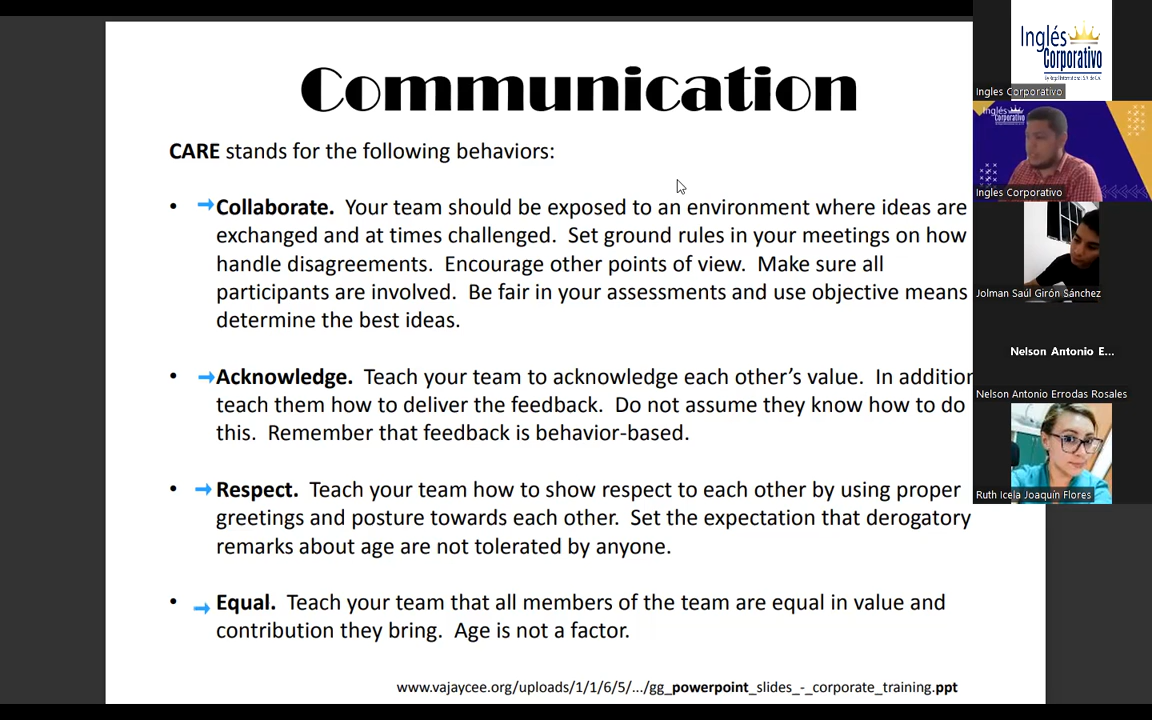 Communication
CARE stands for the following behaviors:
• Collaborate. Your team should be exposed to an environment where ideas are
exchanged and at times challenged. Set ground rules in your meetings on how
handle disagreements. Encourage other points of view. Make sure all
participants are involved. Be fair in your assessments and use objective means
determine the best ideas.
• Acknowledge. Teach your team to acknowledge each other’s value. In addition
teach them how to deliver the feedback. Do not assume they know how to do
this. Remember that feedback is behavior-based.
• Respect. Teach your team how to show respect to each other by using proper
greetings and posture towards each other. Set the expectation that derogatory
remarks about age are not tolerated by anyone.
• Equal. Teach your team that all members of the team are equal in value and
contribution they bring. Age is not a factor.
www.vajaycee.org/uploads/1/1/6/5/.../gg_powerpoint_slides_-_corporate_training.ppt
Inglés
Corporativo
Ingles Corporativo
Inglés
Corporativo
Ingles Corporativo
Jolman Saúl Girón Sánchez
Nelson Antonio E...
Nelson Antonio Errodas Rosales
Ruth Icela Joaquín Flores